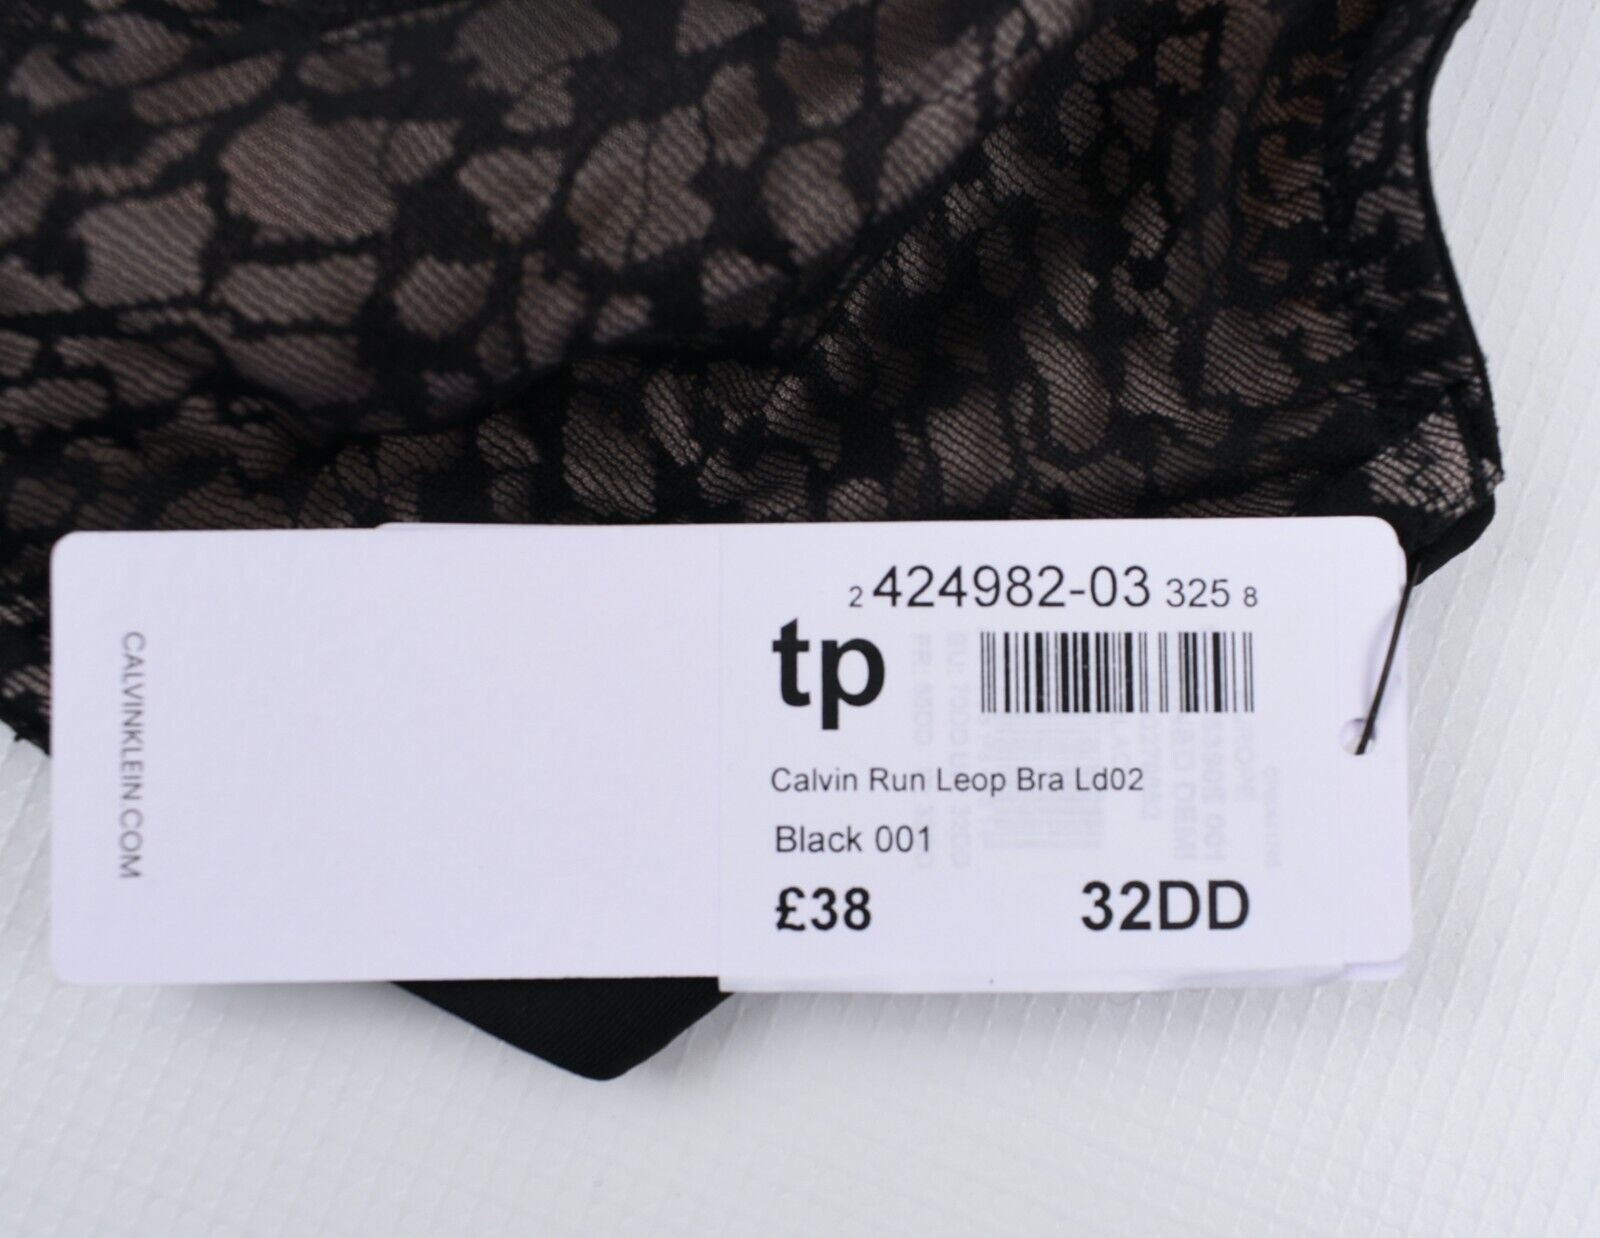 CALVINKLEIN.COM
2 424982-03 325 8
tp
Calvin Run Leop Bra Ld02
Black 001
£38 32DD